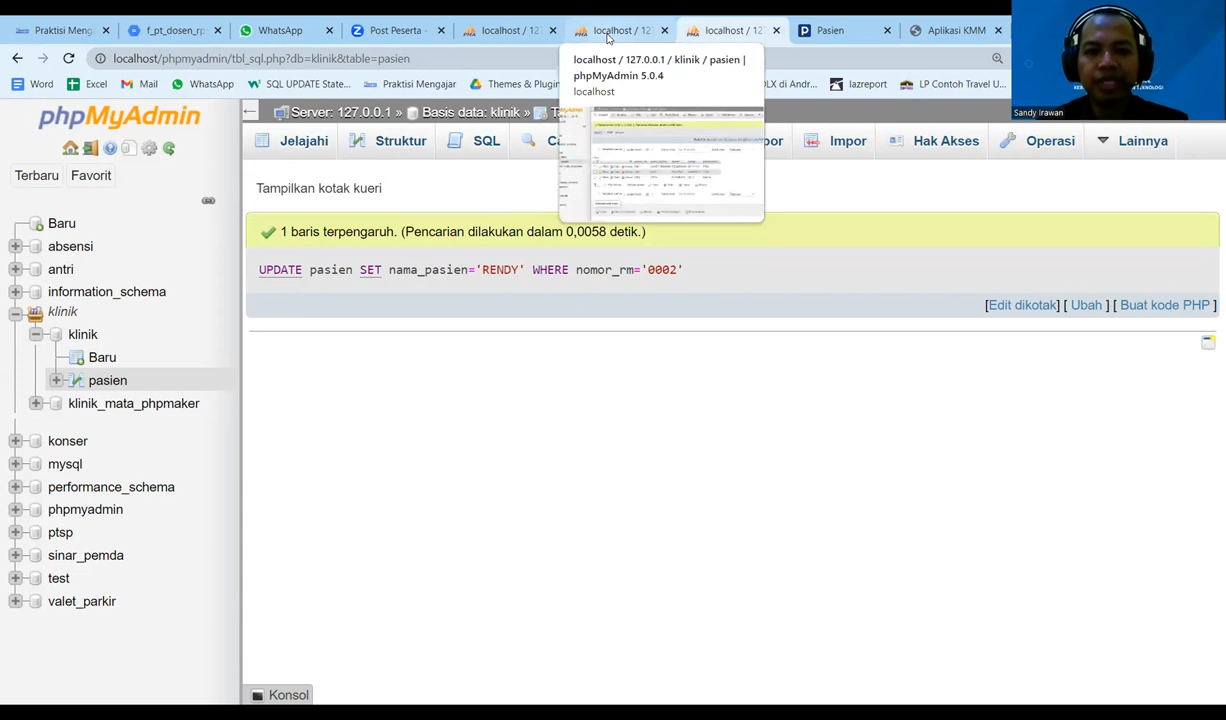 Praktisi Meng
f_pt_dosen_rp
WhatsApp
Post Peserta
localhost / 12
localhost / 12
localhost / 12
Pasien
Aplikasi KMM
localhost/phpmyadmin/tbl_sql.php?db=klinik&table=pasien
Word
Excel
Mail
WhatsApp
SQL UPDATE State...
Praktisi Mengajar
Themes & Plugin
DLX di Anhar
lazreport
LP Contoh Travel U...
localhost / 127.0.0.1 / klinik / pasien |
phpMyAdmin 5.0.4
localhost
Sandy Irawan
phpMyAdmin
Server: 127.0.0.1 » Basis data: klinik »
Jelajahi
Struktur
SQL
Impor
Hak Akses
Operasi
Lainnya
Terbaru
Favorit
Tampilkan kotak kueri
1 baris terpengaruh. (Pencarian dilakukan dalam 0,0058 detik.)
UPDATE pasien SET nama_pasien='RENDY' WHERE nomor_rm='0002'
[Edit dikotak] [ Ubah ] [ Buat kode PHP ]
Baru
absensi
antri
information_schema
klinik
klinik
Baru
pasien
klinik_mata_phpmaker
konser
mysql
performance_schema
phpmyadmin
ptsp
sinar_pemda
test
valet_parkir
Konsol